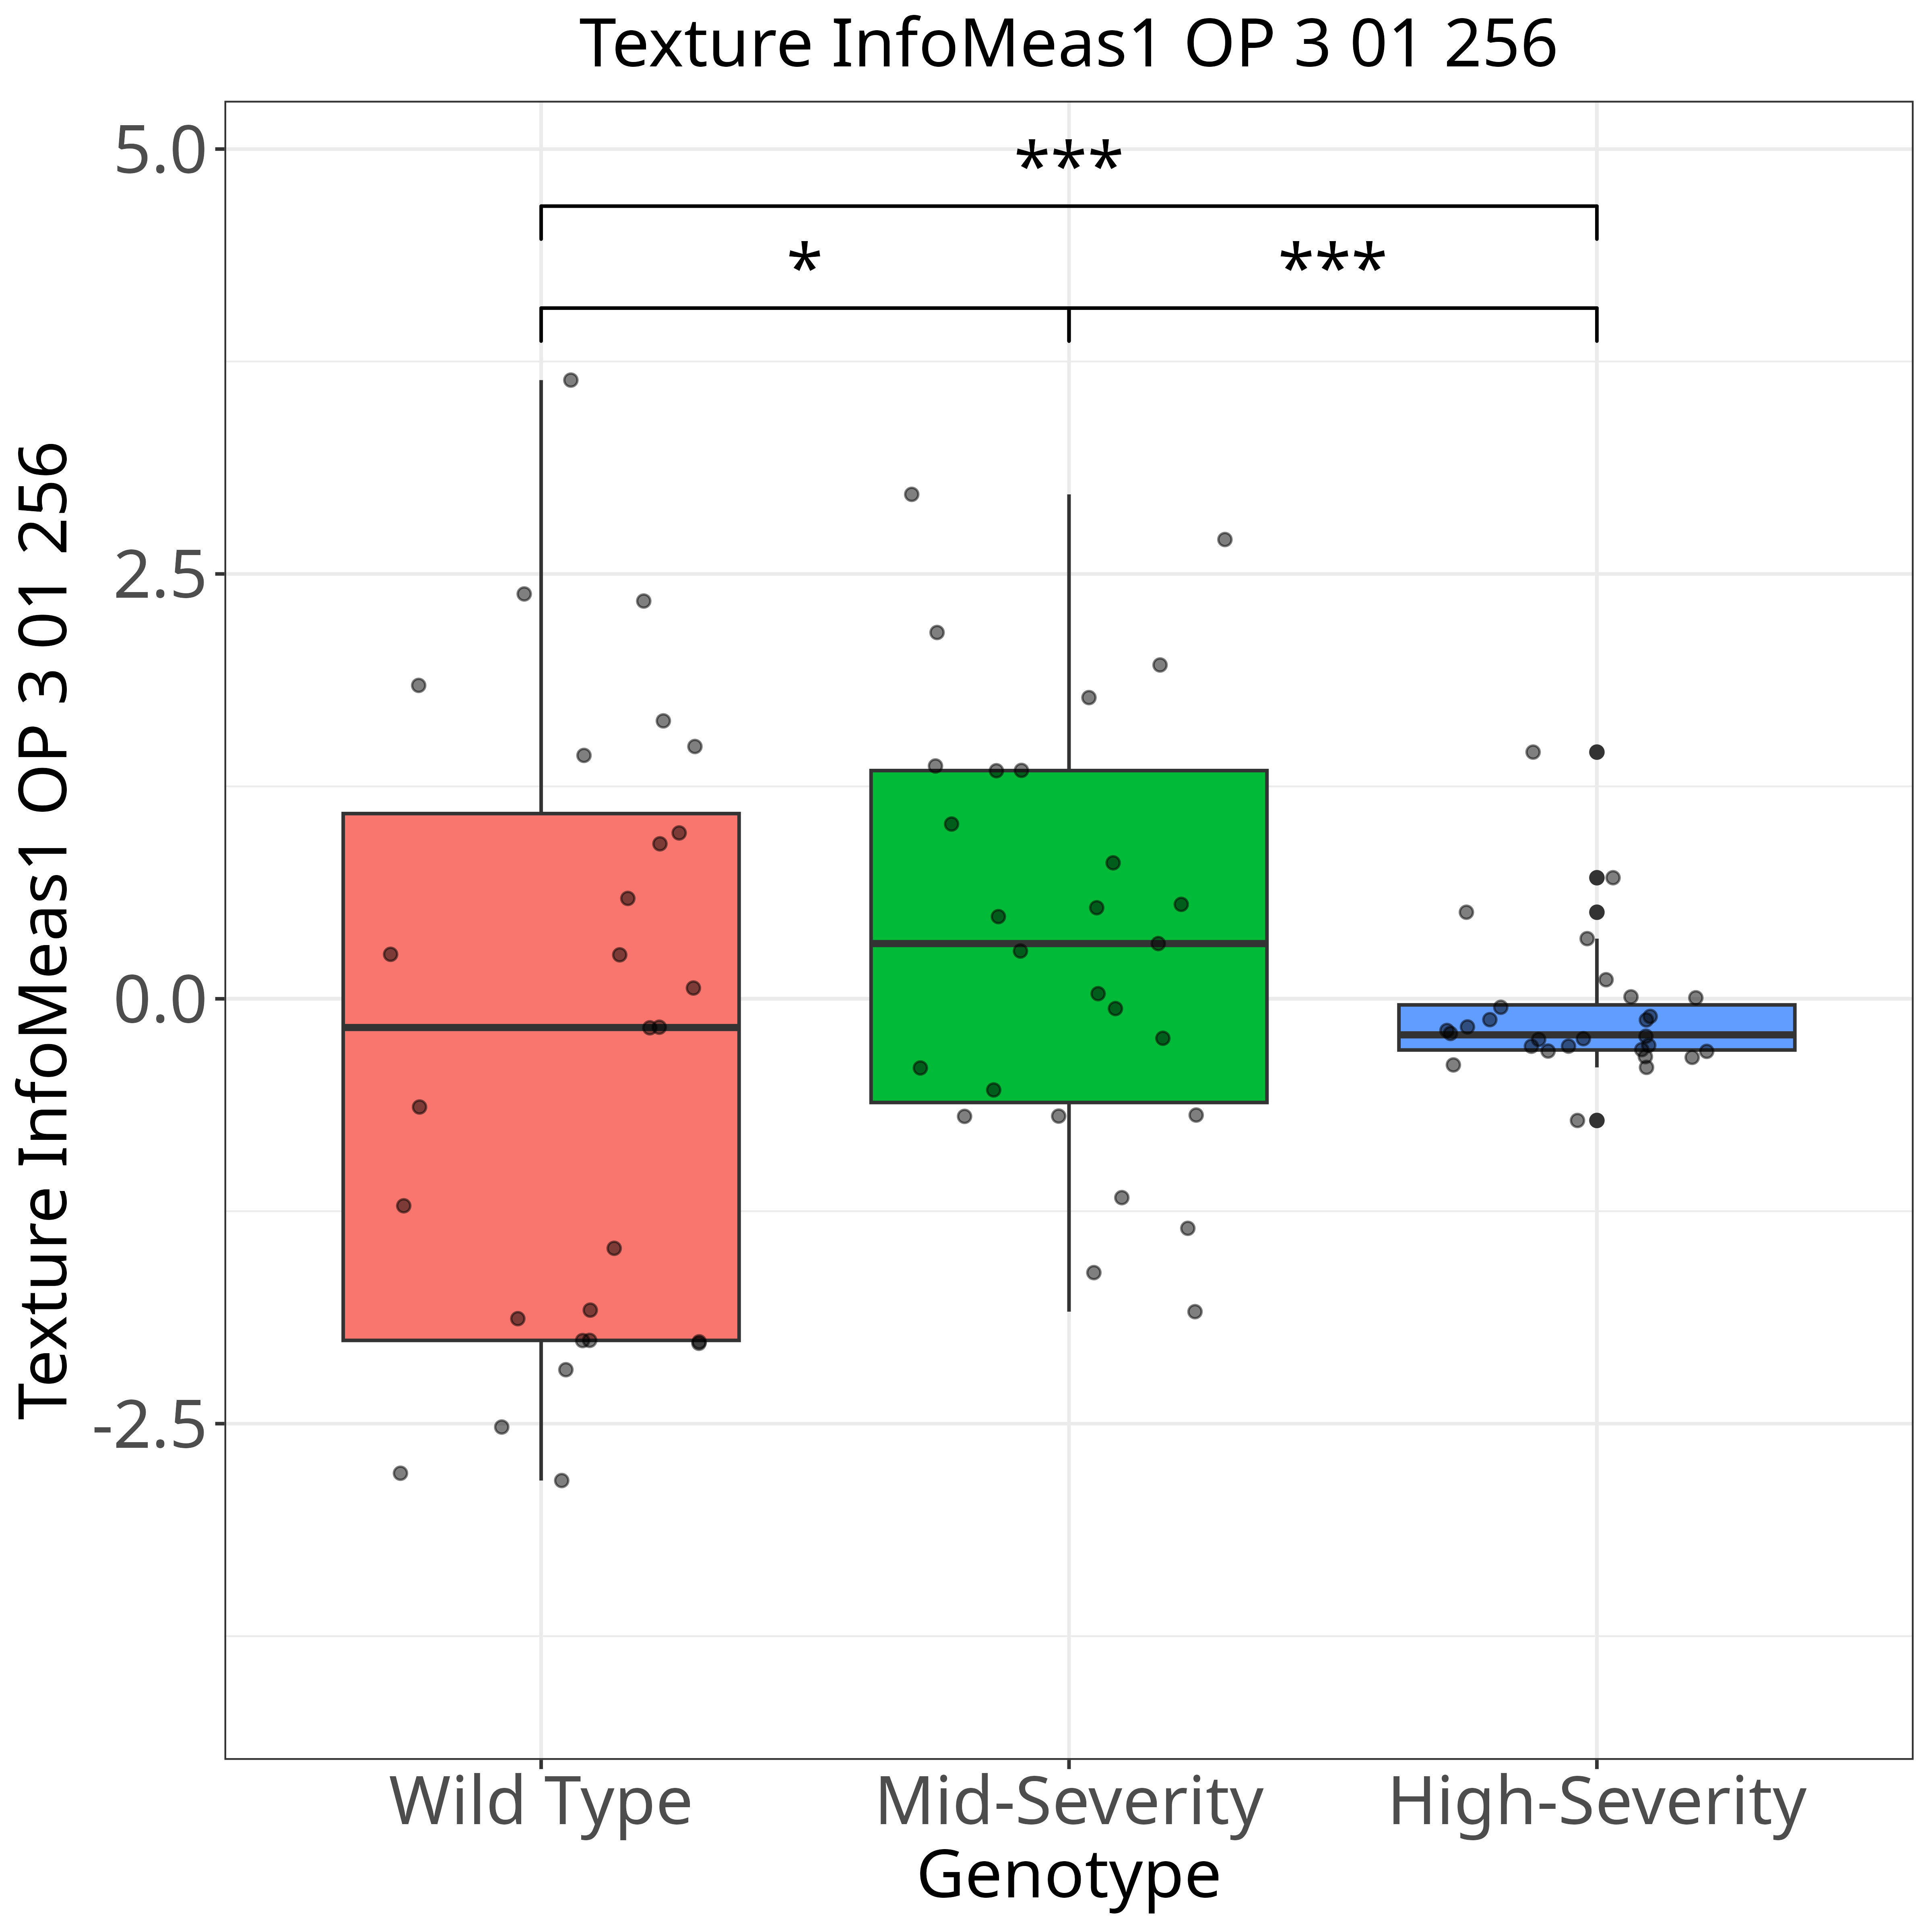 Texture InfoMeas1 OP 3 01 256
Texture InfoMeas1 OP 3 01 256
5.0
2.5
0.0
-2.5
***
*
***
Wild Type
Mid-Severity
High-Severity
Genotype